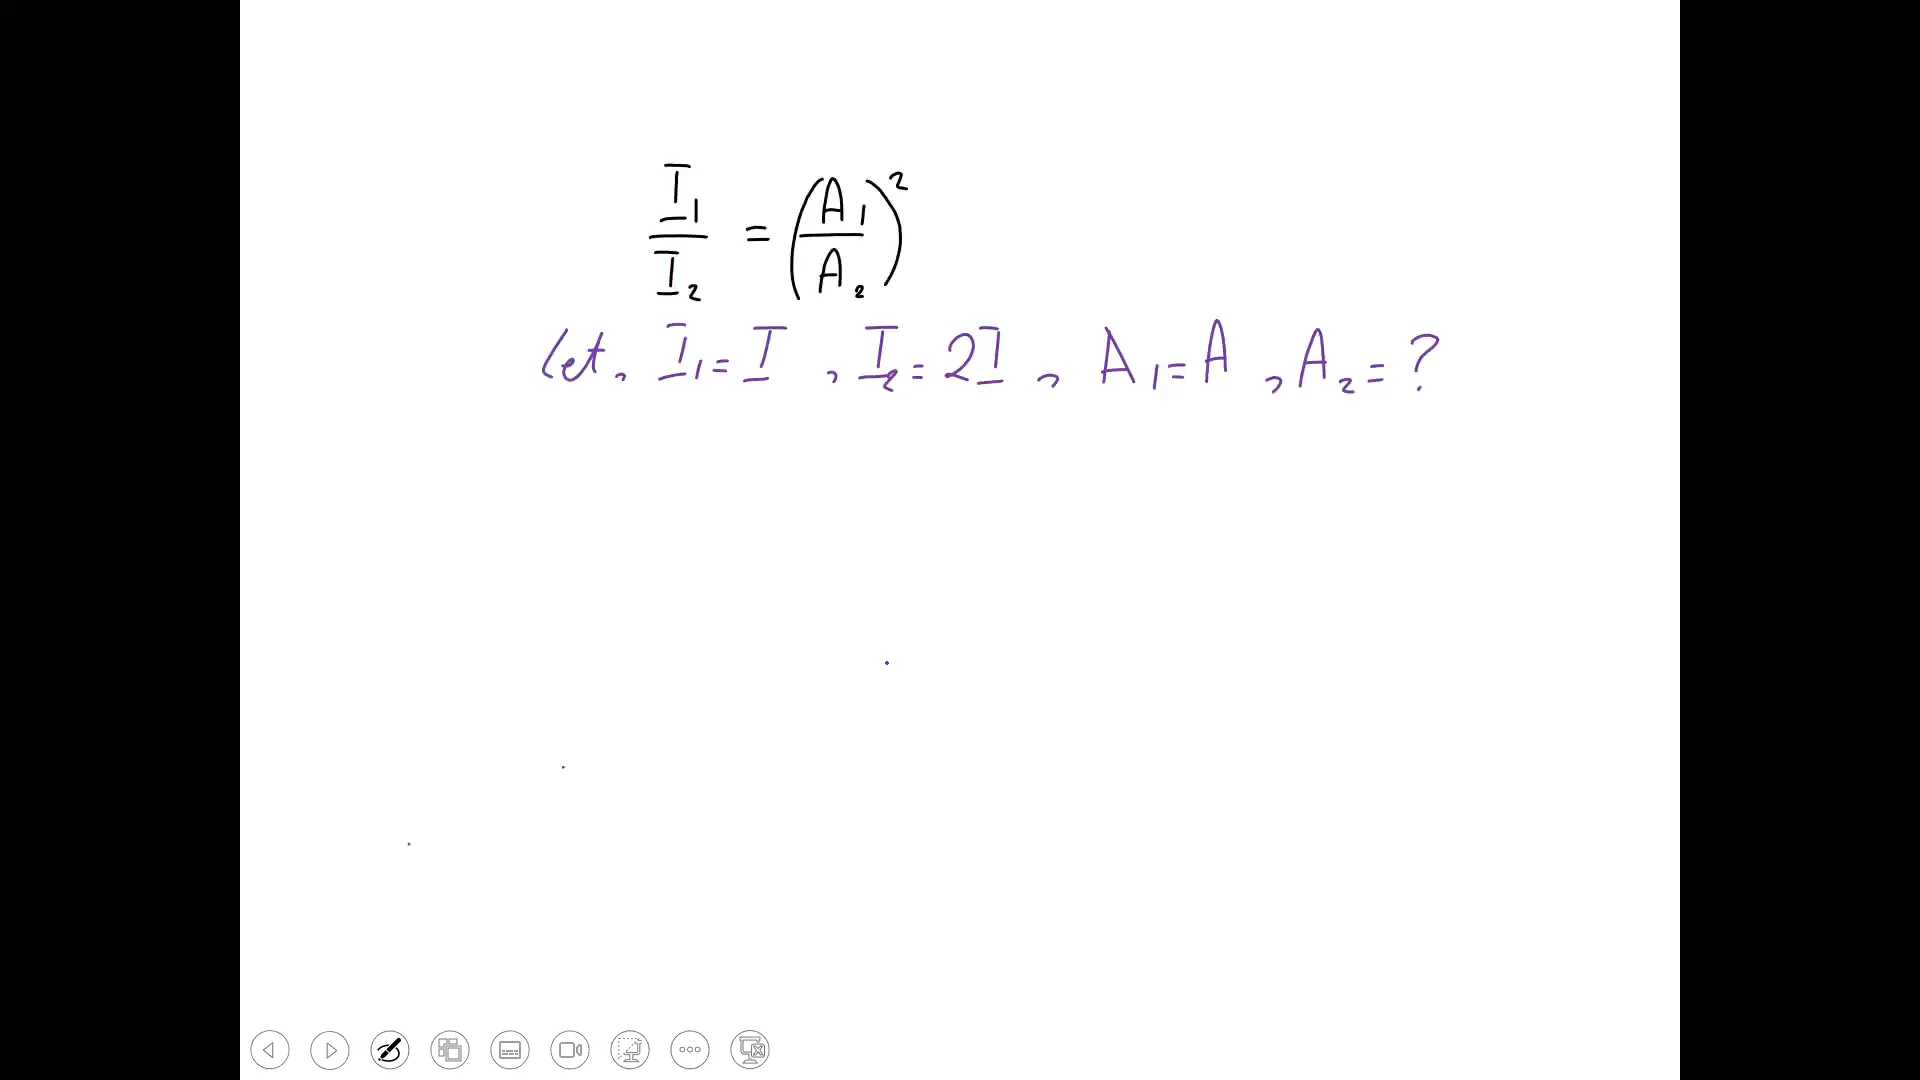 I₁/I₂ = (A₁/A₂)²
Let, I₁ = I , I₂ = 2I , A₁ = A , A₂ = ?